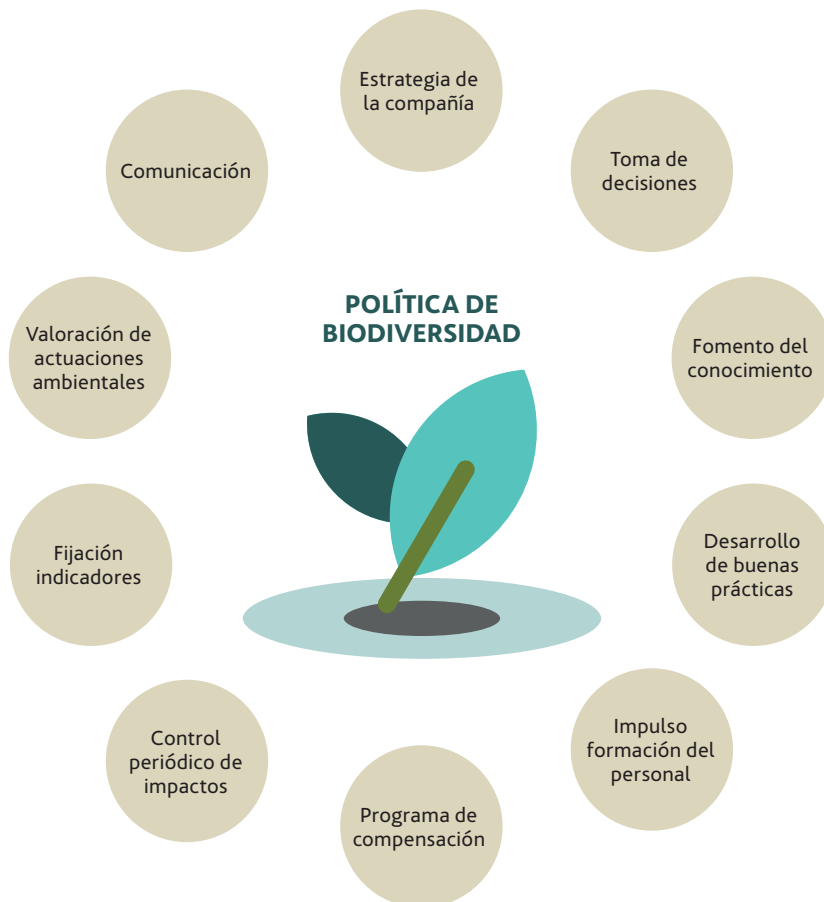 Estrategia de
la compañía
Toma de
decisiones
Fomento del
conocimiento
Desarrollo
de buenas
prácticas
Impulso
formación del
personal
Programa de
compensación
Control
periódico de
impactos
Fijación
indicadores
Valoración de
actuaciones
ambientales
Comunicación
POLÍTICA DE
BIODIVERSIDAD